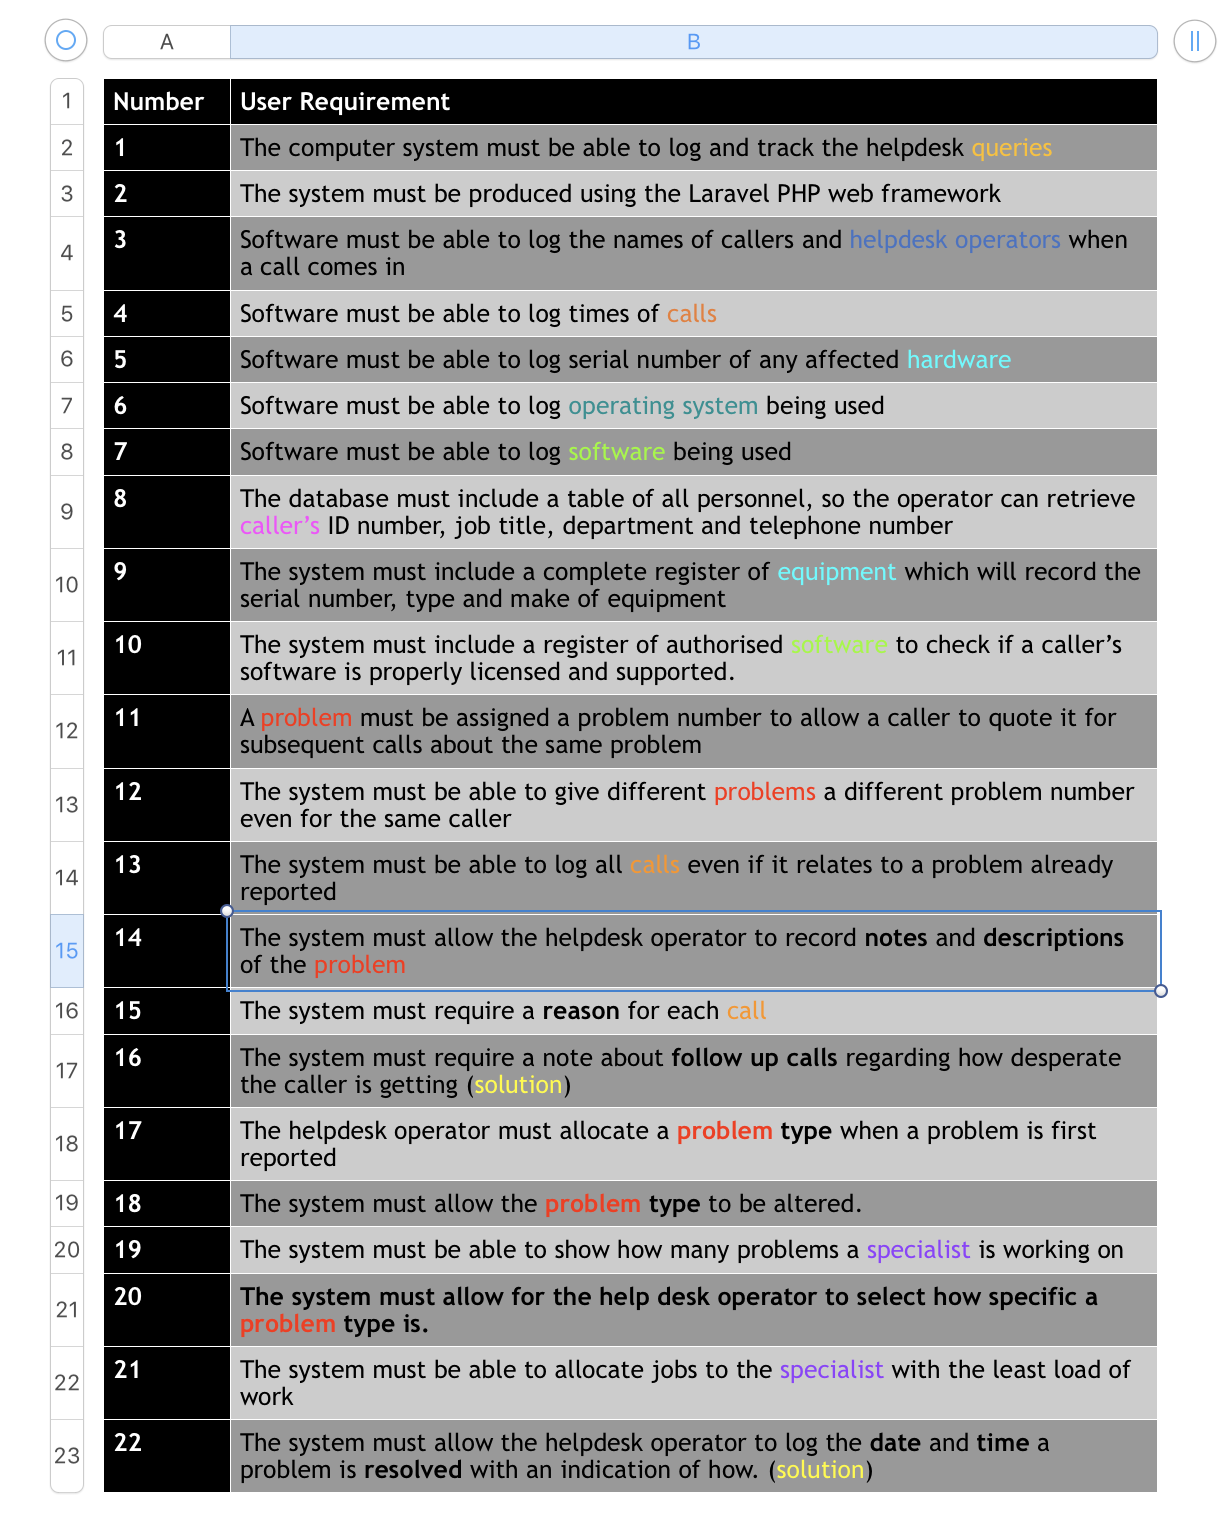 A
B
1
Number
User Requirement
2
1
The computer system must be able to log and track the helpdesk queries
3
2
The system must be produced using the Laravel PHP web framework
4
3
Software must be able to log the names of callers and helpdesk operators when
a call comes in
5
4
Software must be able to log times of calls
6
5
Software must be able to log serial number of any affected hardware
7
6
Software must be able to log operating system being used
8
7
Software must be able to log software being used
9
8
The database must include a table of all personnel, so the operator can retrieve
caller’s ID number, job title, department and telephone number
10
9
The system must include a complete register of equipment which will record the
serial number, type and make of equipment
11
10
The system must include a register of authorised software to check if a caller’s
software is properly licensed and supported.
12
11
A problem must be assigned a problem number to allow a caller to quote it for
subsequent calls about the same problem
13
12
The system must be able to give different problems a different problem number
even for the same caller
14
13
The system must be able to log all calls even if it relates to a problem already
reported
15
14
The system must allow the helpdesk operator to record notes and descriptions
of the problem
16
15
The system must require a reason for each call
17
16
The system must require a note about follow up calls regarding how desperate
the caller is getting (solution)
18
17
The helpdesk operator must allocate a problem type when a problem is first
reported
19
18
The system must allow the problem type to be altered.
20
19
The system must be able to show how many problems a specialist is working on
21
20
The system must allow for the help desk operator to select how specific a
problem type is.
22
21
The system must be able to allocate jobs to the specialist with the least load of
work
23
22
The system must allow the helpdesk operator to log the date and time a
problem is resolved with an indication of how. (solution)